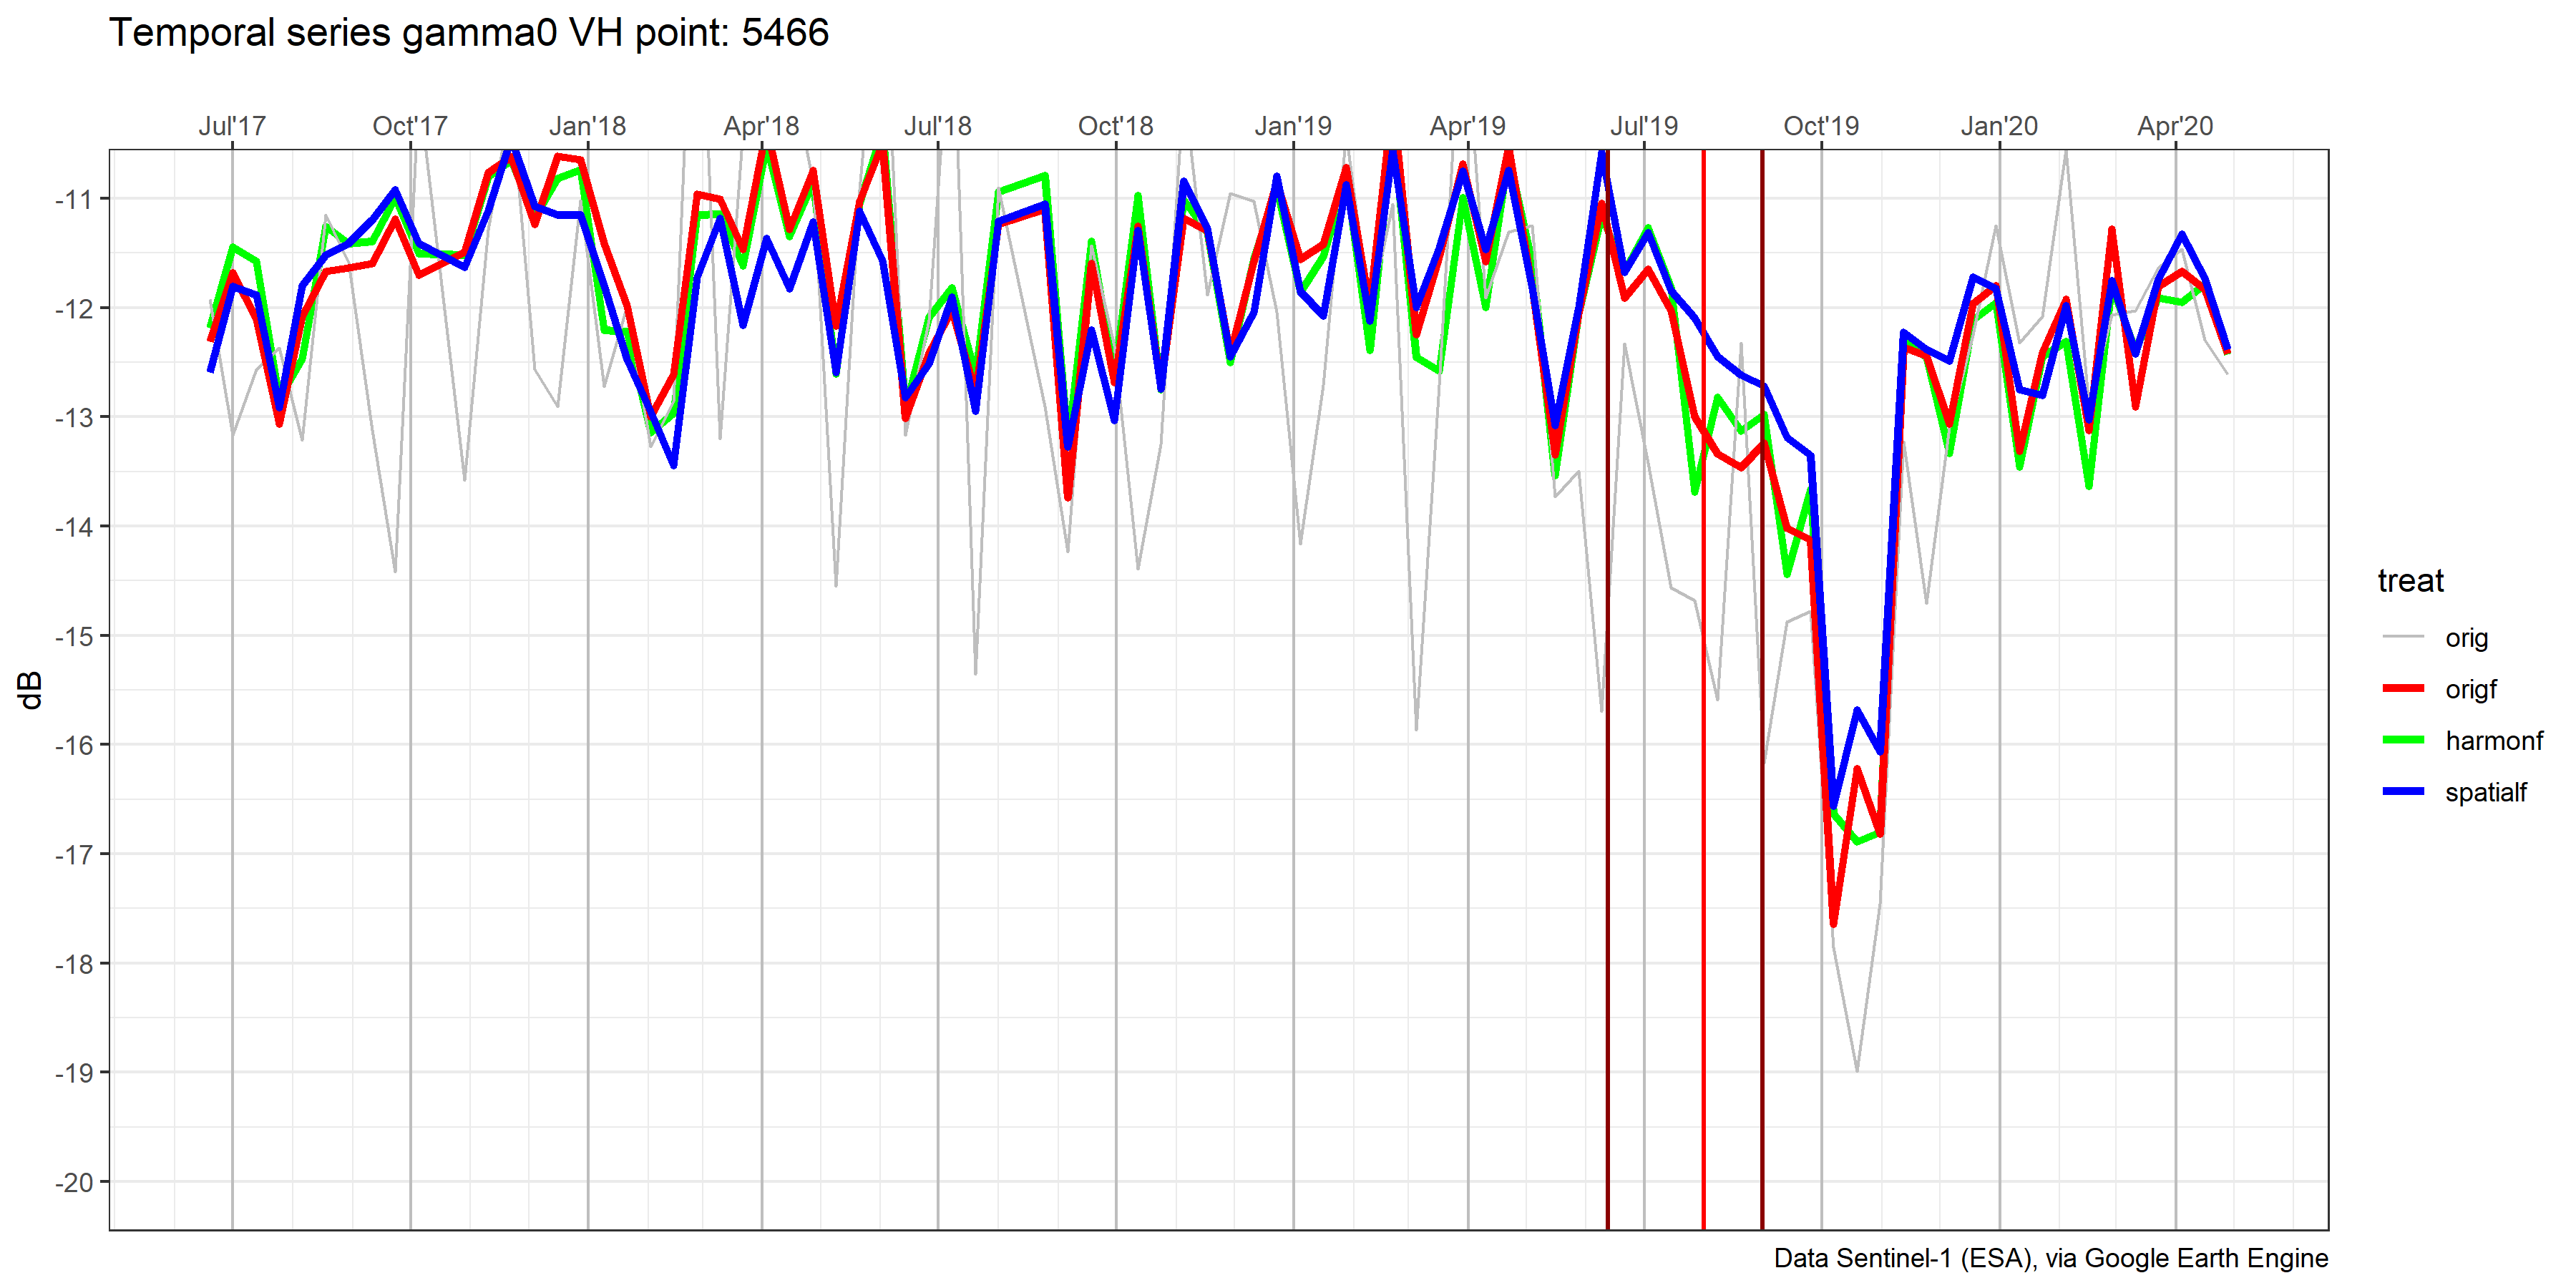 Temporal series gamma0 VH point: 5466
Jul'17 Oct'17 Jan'18 Apr'18 Jul'18 Oct'18 Jan'19 Apr'19 Jul'19 Oct'19 Jan'20 Apr'20
-11
-12
-13
-14
-15
-16
-17
-18
-19
-20
dB
treat
orig
origf
harmonf
spatialf
Data Sentinel-1 (ESA), via Google Earth Engine